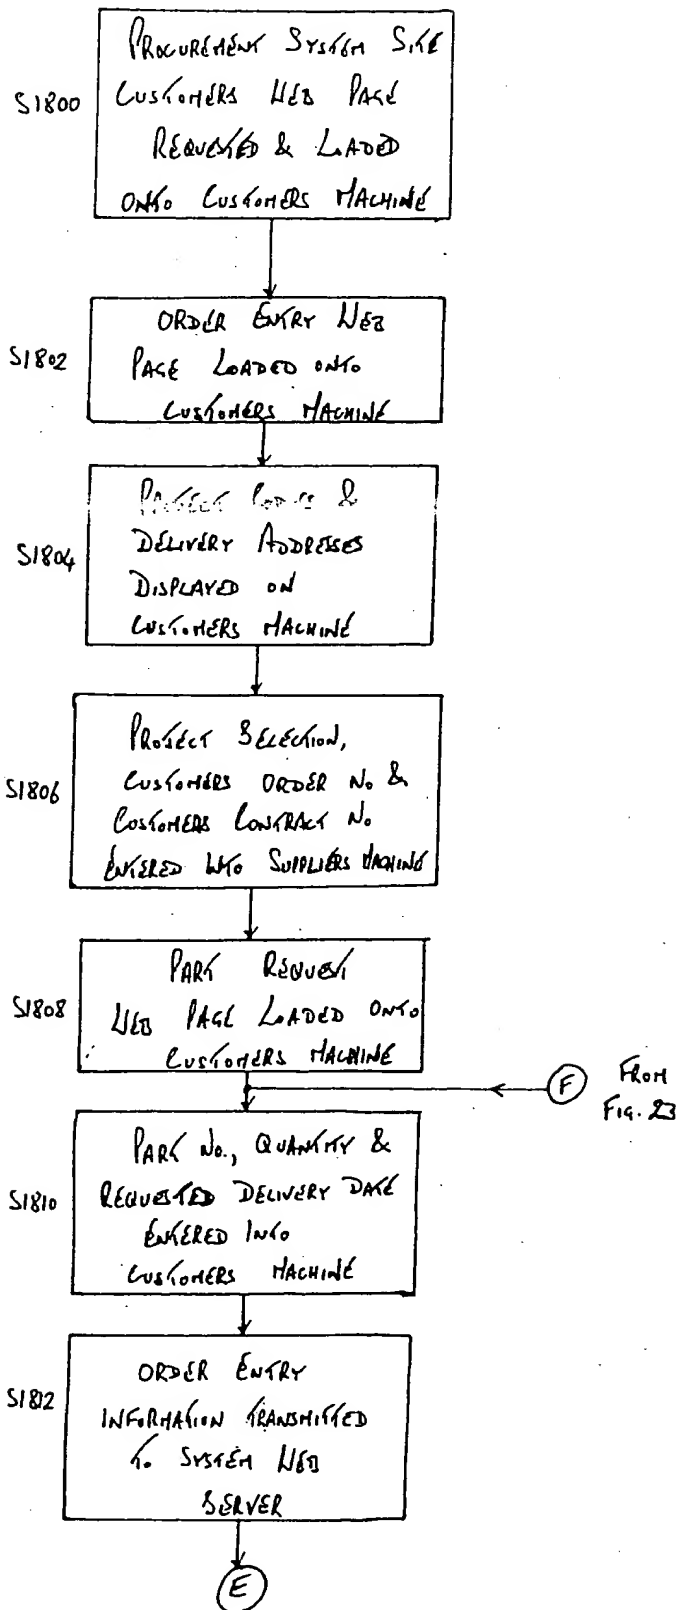 S1800
PROCUREMENT SYSTEM SITE
CUSTOMERS WEB PAGE
REQUESTED & LOADED
ONTO CUSTOMERS MACHINE
S1802
ORDER ENTRY WEB
PAGE LOADED ONTO
CUSTOMERS MACHINE
S1804
PROJECT CODES &
DELIVERY ADDRESSES
DISPLAYED ON
CUSTOMERS MACHINE
S1806
PROJECT SELECTION,
CUSTOMERS ORDER No &
CUSTOMERS CONTRACT No
ENTERED INTO SUPPLIERS MACHINE
S1808
PART REQUEST
WEB PAGE LOADED ONTO
CUSTOMERS MACHINE
F FROM
FIG. 23
S1810
PART No., QUANTITY &
REQUESTED DELIVERY DATE
ENTERED INTO
CUSTOMERS MACHINE
S1812
ORDER ENTRY
INFORMATION TRANSMITTED
TO SYSTEM WEB
SERVER
E